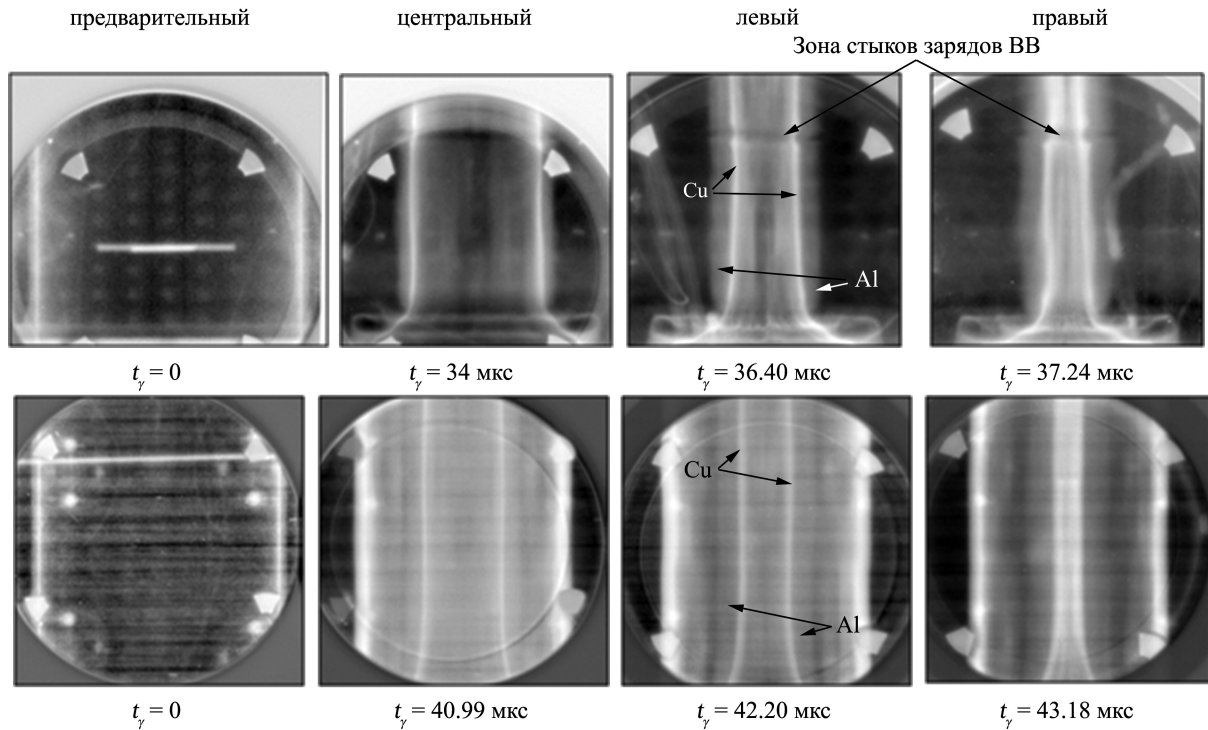 предварительный центральный левый правый
Зона стыков зарядов ВВ
Cu
Al
t_γ = 0 t_γ = 34 мкс t_γ = 36.40 мкс t_γ = 37.24 мкс
Cu
Al
t_γ = 0 t_γ = 40.99 мкс t_γ = 42.20 мкс t_γ = 43.18 мкс